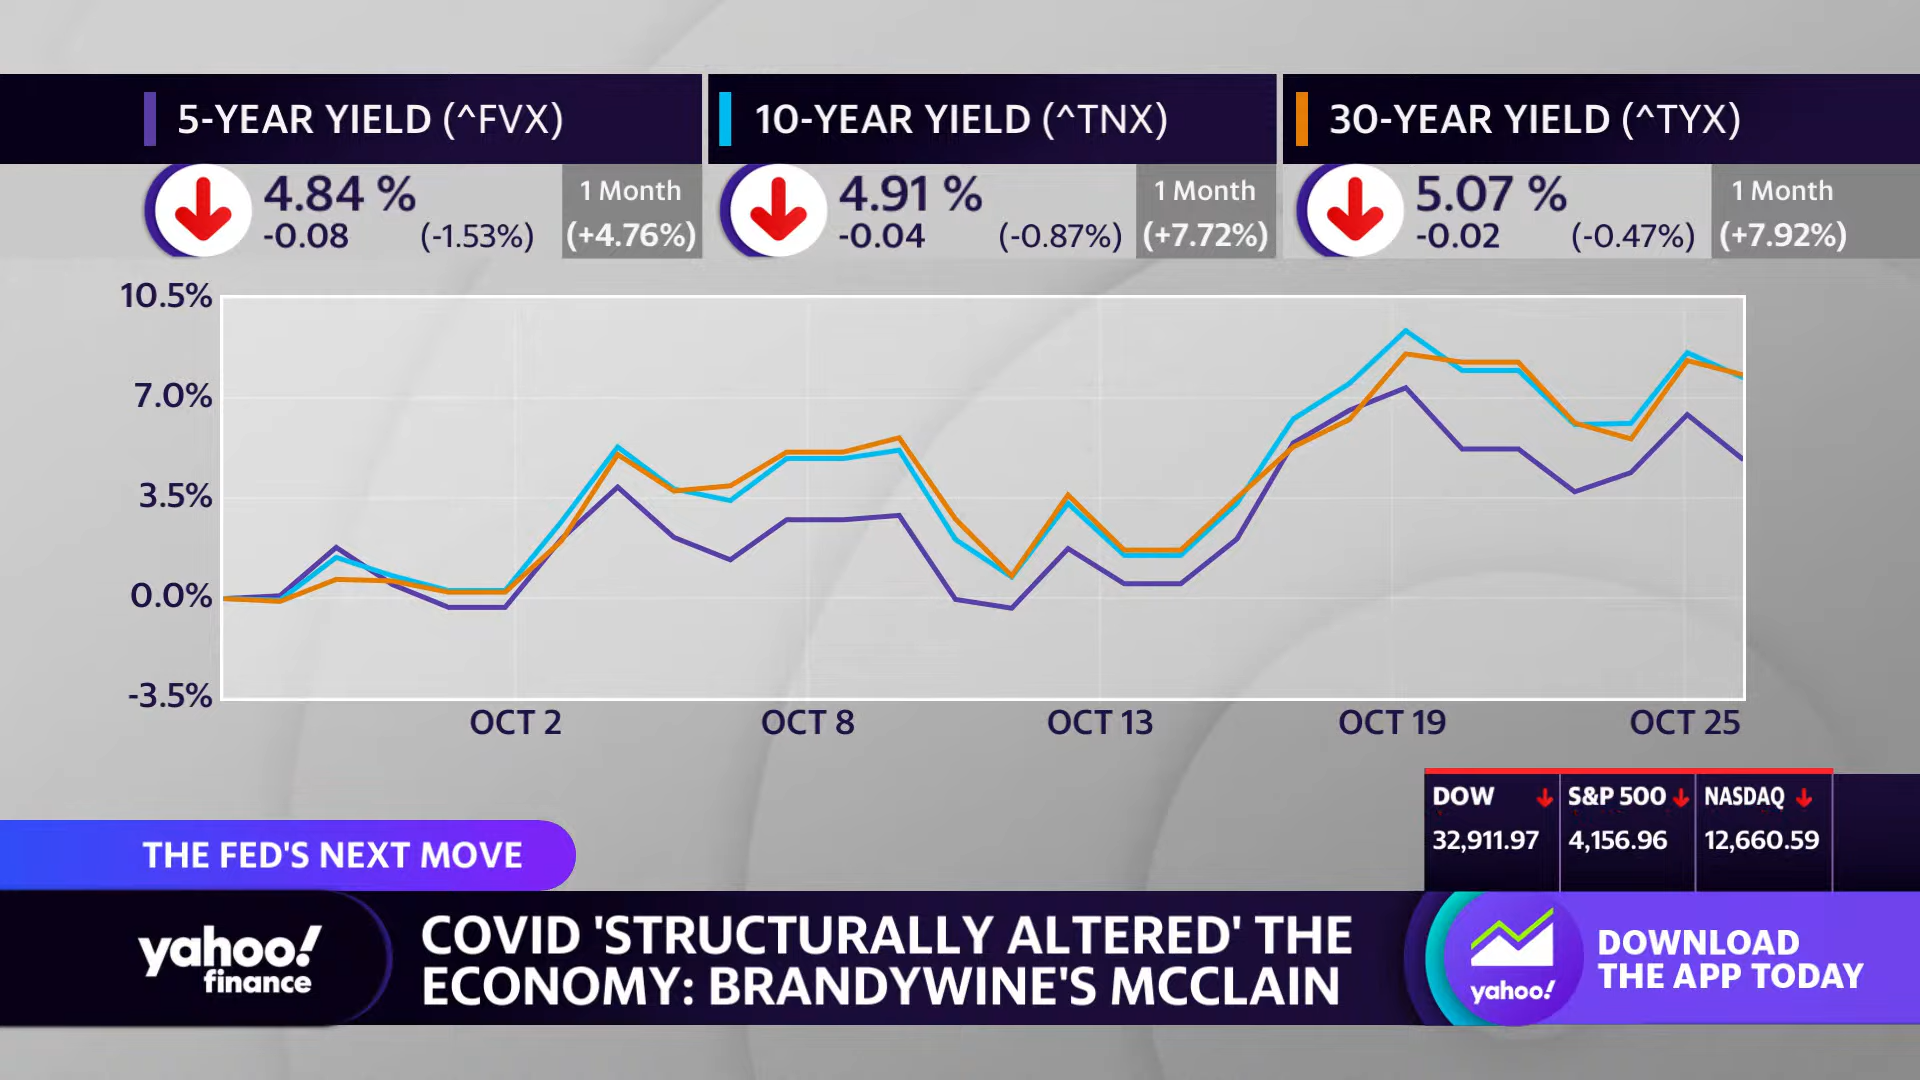 5-YEAR YIELD (^FVX)
4.84 %
-0.08 (-1.53%)
1 Month
(+4.76%)
10-YEAR YIELD (^TNX)
4.91 %
-0.04 (-0.87%)
1 Month
(+7.72%)
30-YEAR YIELD (^TYX)
5.07 %
-0.02 (-0.47%)
1 Month
(+7.92%)
10.5%
7.0%
3.5%
0.0%
-3.5%
OCT 2 OCT 8 OCT 13 OCT 19 OCT 25
DOW S&P 500 NASDAQ
32,911.97 4,156.96 12,660.59
THE FED'S NEXT MOVE
yahoo!
finance
COVID 'STRUCTURALLY ALTERED' THE
ECONOMY: BRANDYWINE'S MCCLAIN
yahoo!
DOWNLOAD
THE APP TODAY